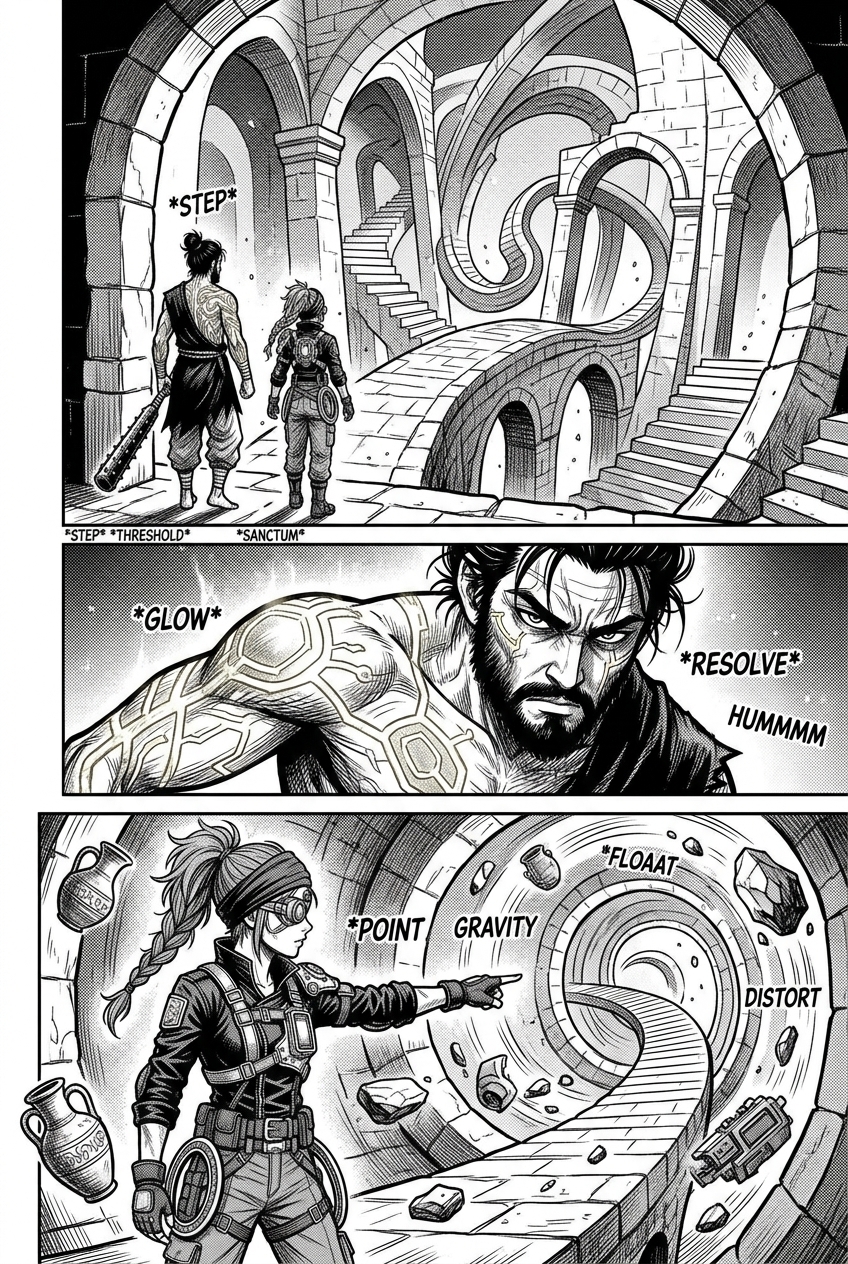 *STEP*
*STEP* *THRESHOLD* *SANCTUM*
*GLOW*
*RESOLVE*
HUMMMM
*FLOAAT
*POINT GRAVITY
DISTORT